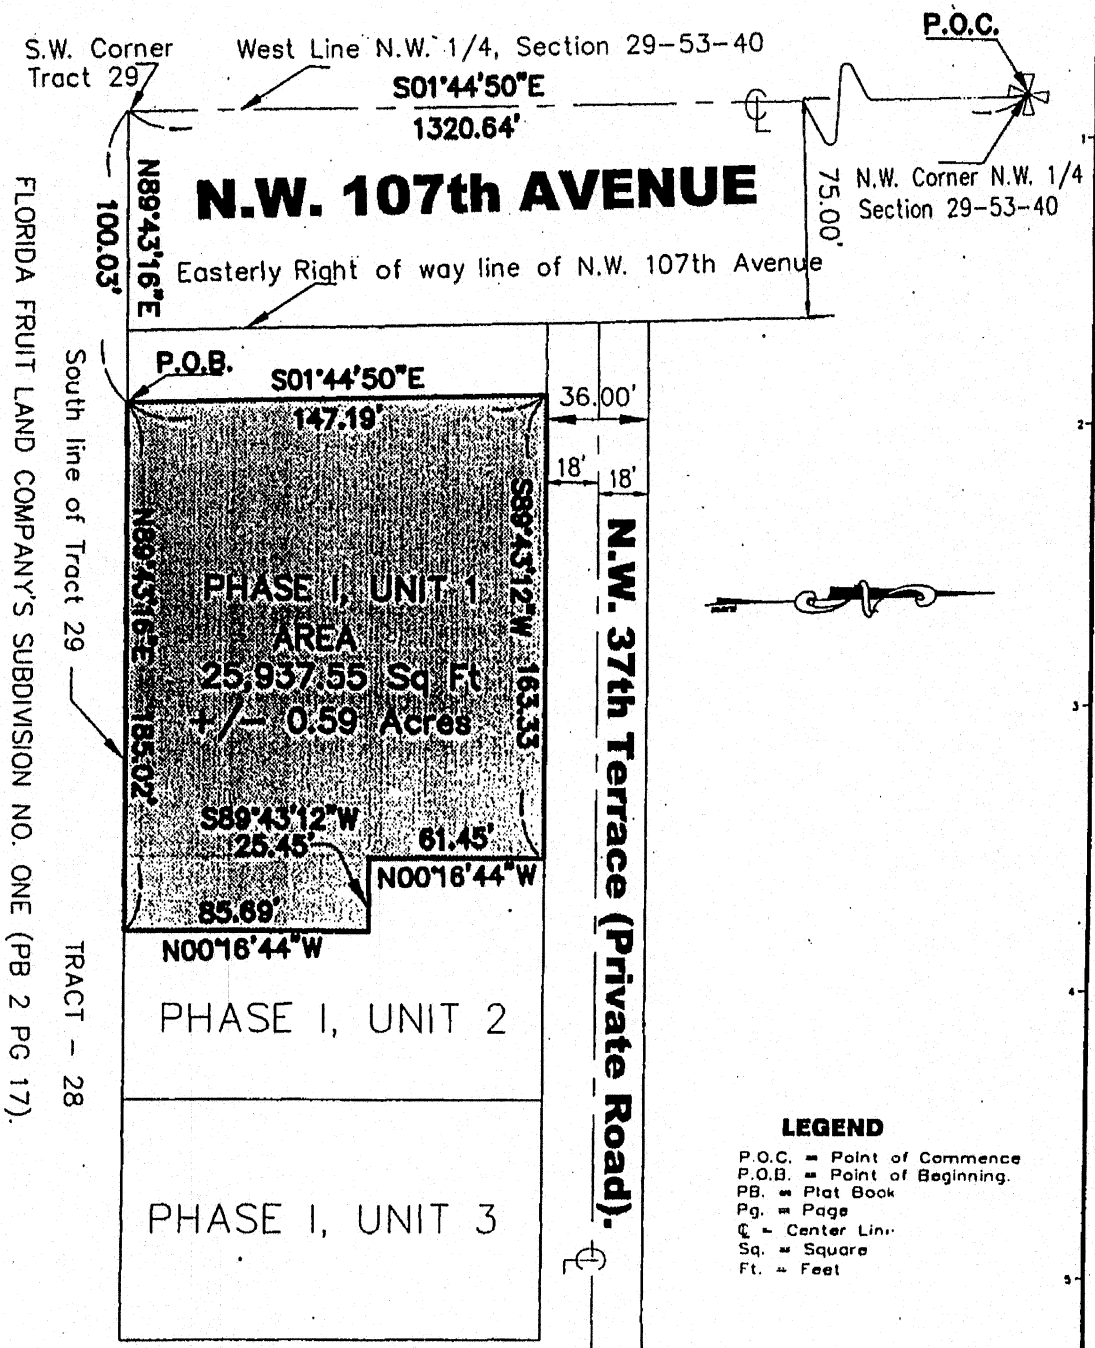 P.O.C.
S.W. Corner
Tract 29
West Line N.W. 1/4, Section 29-53-40
S01°44'50"E
1320.64'
N.W. Corner N.W. 1/4
Section 29-53-40
75.00'
N.W. 107th AVENUE
N89°43'16"E
100.03'
Easterly Right of way line of N.W. 107th Avenue
P.O.B.
S01°44'50"E
147.19'
36.00'
18'
18'
S89°43'12"W 163.33'
N89°43'16"E 185.02'
PHASE I, UNIT 1
AREA
25,937.55 Sq Ft
+/- 0.59 Acres
S89°43'12"W
25.45'
61.45'
N00°16'44"W
85.69'
N00°16'44"W
PHASE I, UNIT 2
PHASE I, UNIT 3
N.W. 37th Terrace (Private Road).
South line of Tract 29
TRACT - 28
FLORIDA FRUIT LAND COMPANY'S SUBDIVISION NO. ONE (PB 2 PG 17).
LEGEND
P.O.C. = Point of Commence
P.O.B. = Point of Beginning.
PB. = Plat Book
Pg. = Page
℄ = Center Line
Sq. = Square
Ft. = Feet
1
2
3
4
5